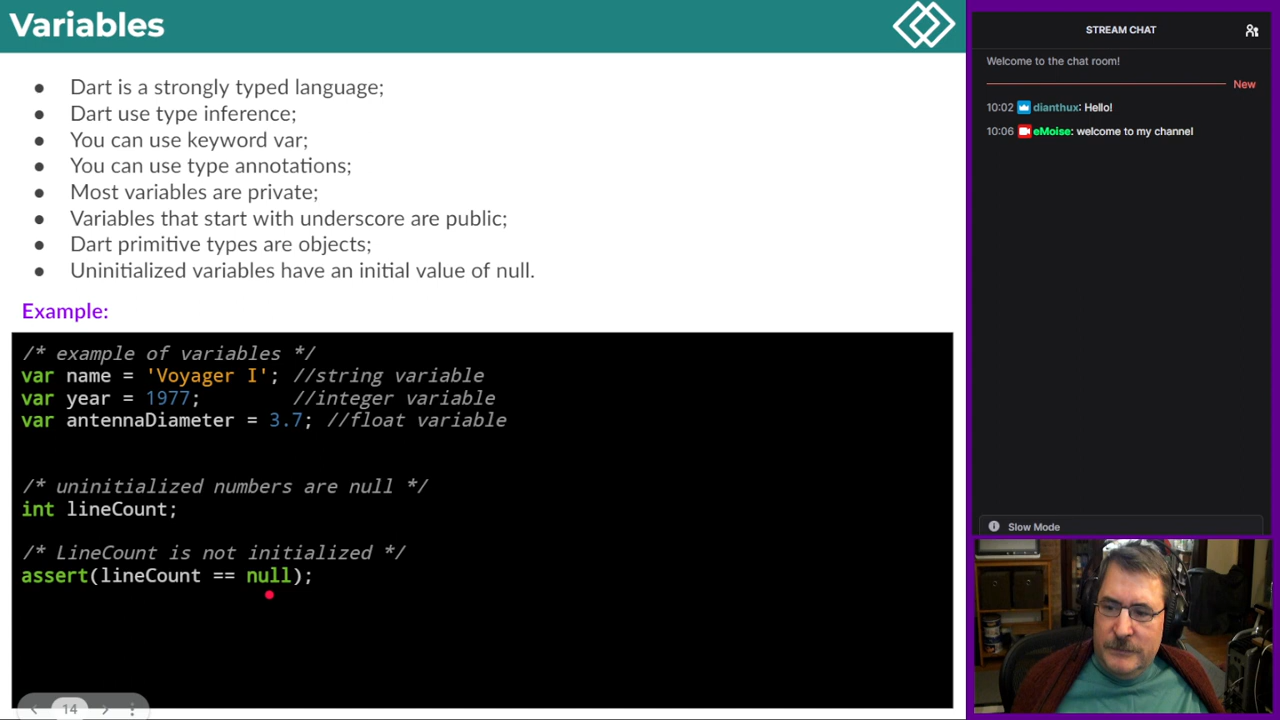 Variables
● Dart is a strongly typed language;
● Dart use type inference;
● You can use keyword var;
● You can use type annotations;
● Most variables are private;
● Variables that start with underscore are public;
● Dart primitive types are objects;
● Uninitialized variables have an initial value of null.
Example:
/* example of variables */
var name = 'Voyager I'; //string variable
var year = 1977; //integer variable
var antennaDiameter = 3.7; //float variable
/* uninitialized numbers are null */
int lineCount;
/* LineCount is not initialized */
assert(lineCount == null);
14
STREAM CHAT
Welcome to the chat room!
New
10:02 dianthux: Hello!
10:06 eMoise: welcome to my channel
Slow Mode